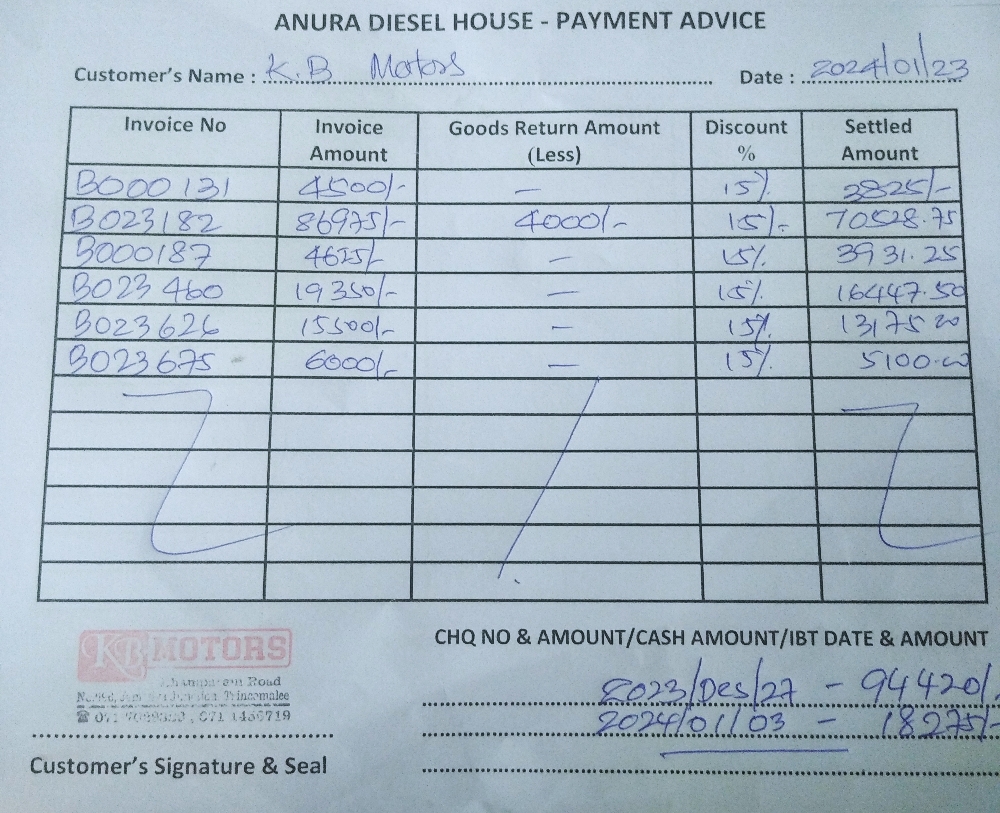 ANURA DIESEL HOUSE - PAYMENT ADVICE
Customer's Name : K.B Motors Date : 2024/01/23
Invoice No Invoice Amount Goods Return Amount (Less) Discount % Settled Amount
B000131 4500/- — 15% 3825/-
B023182 86975/- 4000/- 15%. 70528.75
B000187 4625/- — 15% 3931.25
B023460 19350/- — 15% 16447.50
B023626 15500/- — 15% 13175.00
B023675 6000/- — 15% 5100.00
CHQ NO & AMOUNT/CASH AMOUNT/IBT DATE & AMOUNT
KB MOTORS
Road
Trincomalee
2023/Des/27 - 94420/-
2024/01/03 - 18275/-
Customer's Signature & Seal